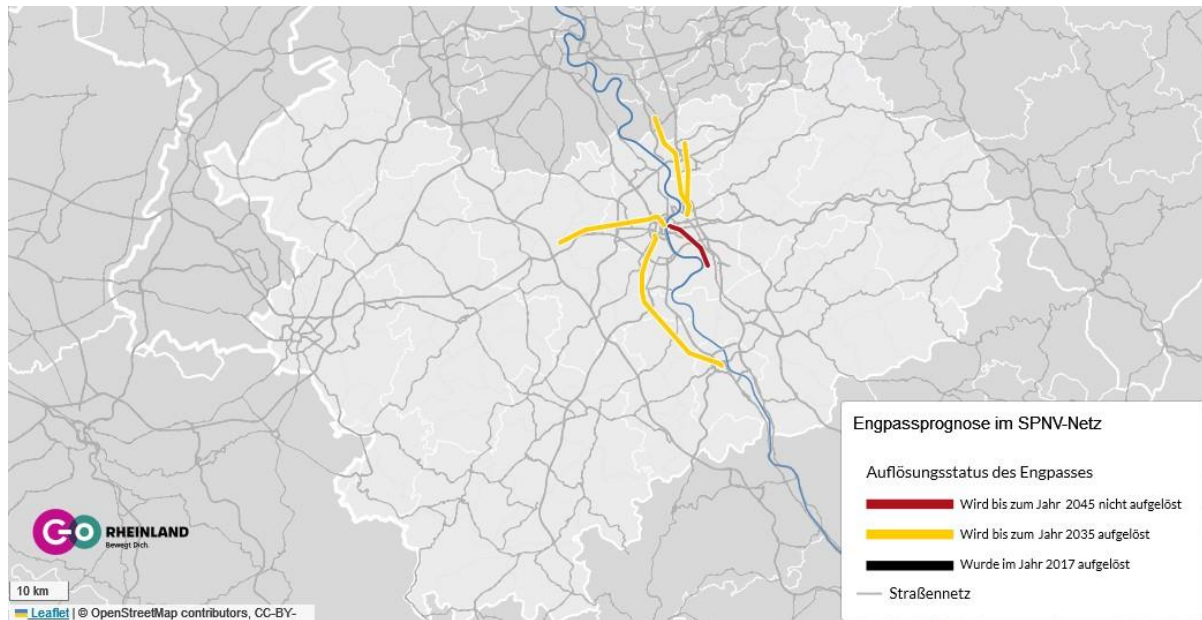 Engpassprognose im SPNV-Netz
Auflösungsstatus des Engpasses
Wird bis zum Jahr 2045 nicht aufgelöst
Wird bis zum Jahr 2035 aufgelöst
Wurde im Jahr 2017 aufgelöst
Straßennetz
GO RHEINLAND
Bewegt Dich.
10 km
Leaflet | © OpenStreetMap contributors, CC-BY-